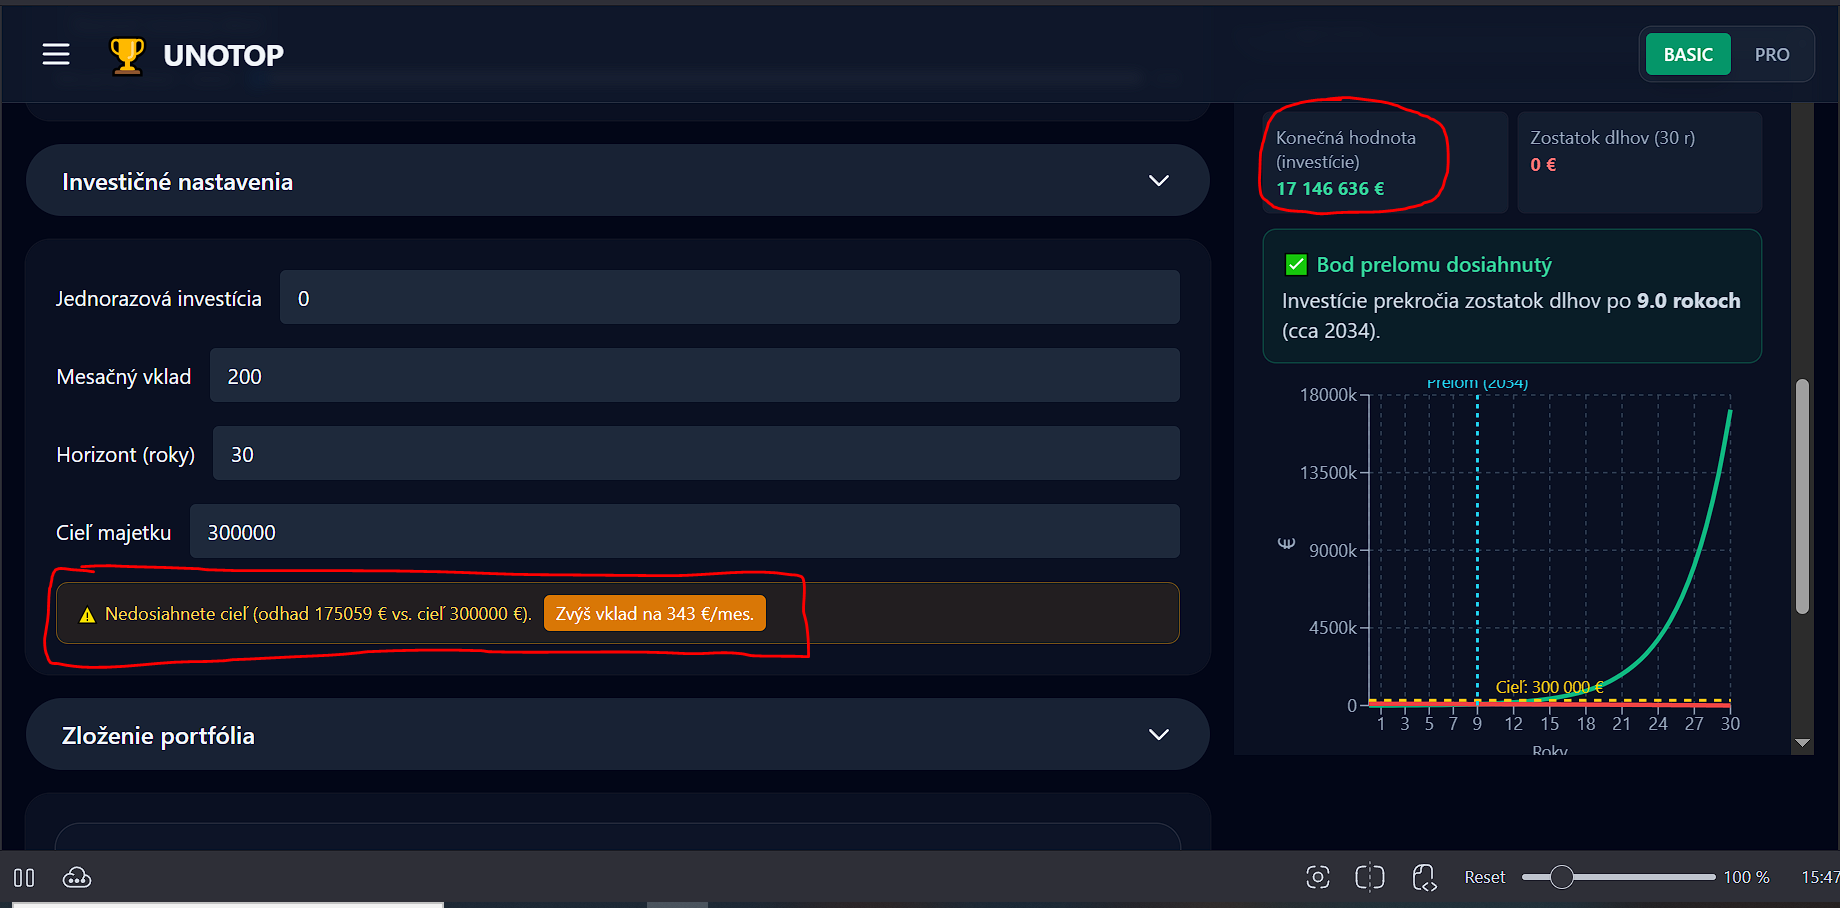 UNOTOP
BASIC
PRO
Investičné nastavenia
Jednorazová investícia
0
Mesačný vklad
200
Horizont (roky)
30
Cieľ majetku
300000
Nedosiahnete cieľ (odhad 175059 € vs. cieľ 300000 €).
Zvýš vklad na 343 €/mes.
Zloženie portfólia
Konečná hodnota
(investície)
17 146 636 €
Zostatok dlhov (30 r)
0 €
Bod prelomu dosiahnutý
Investície prekročia zostatok dlhov po 9.0 rokoch
(cca 2034).
Prelom (2034)
18000k
13500k
9000k
4500k
0
€
Cieľ: 300 000 €
1 3 5 7 9 12 15 18 21 24 27 30
Roky
Reset
100 %
15:47